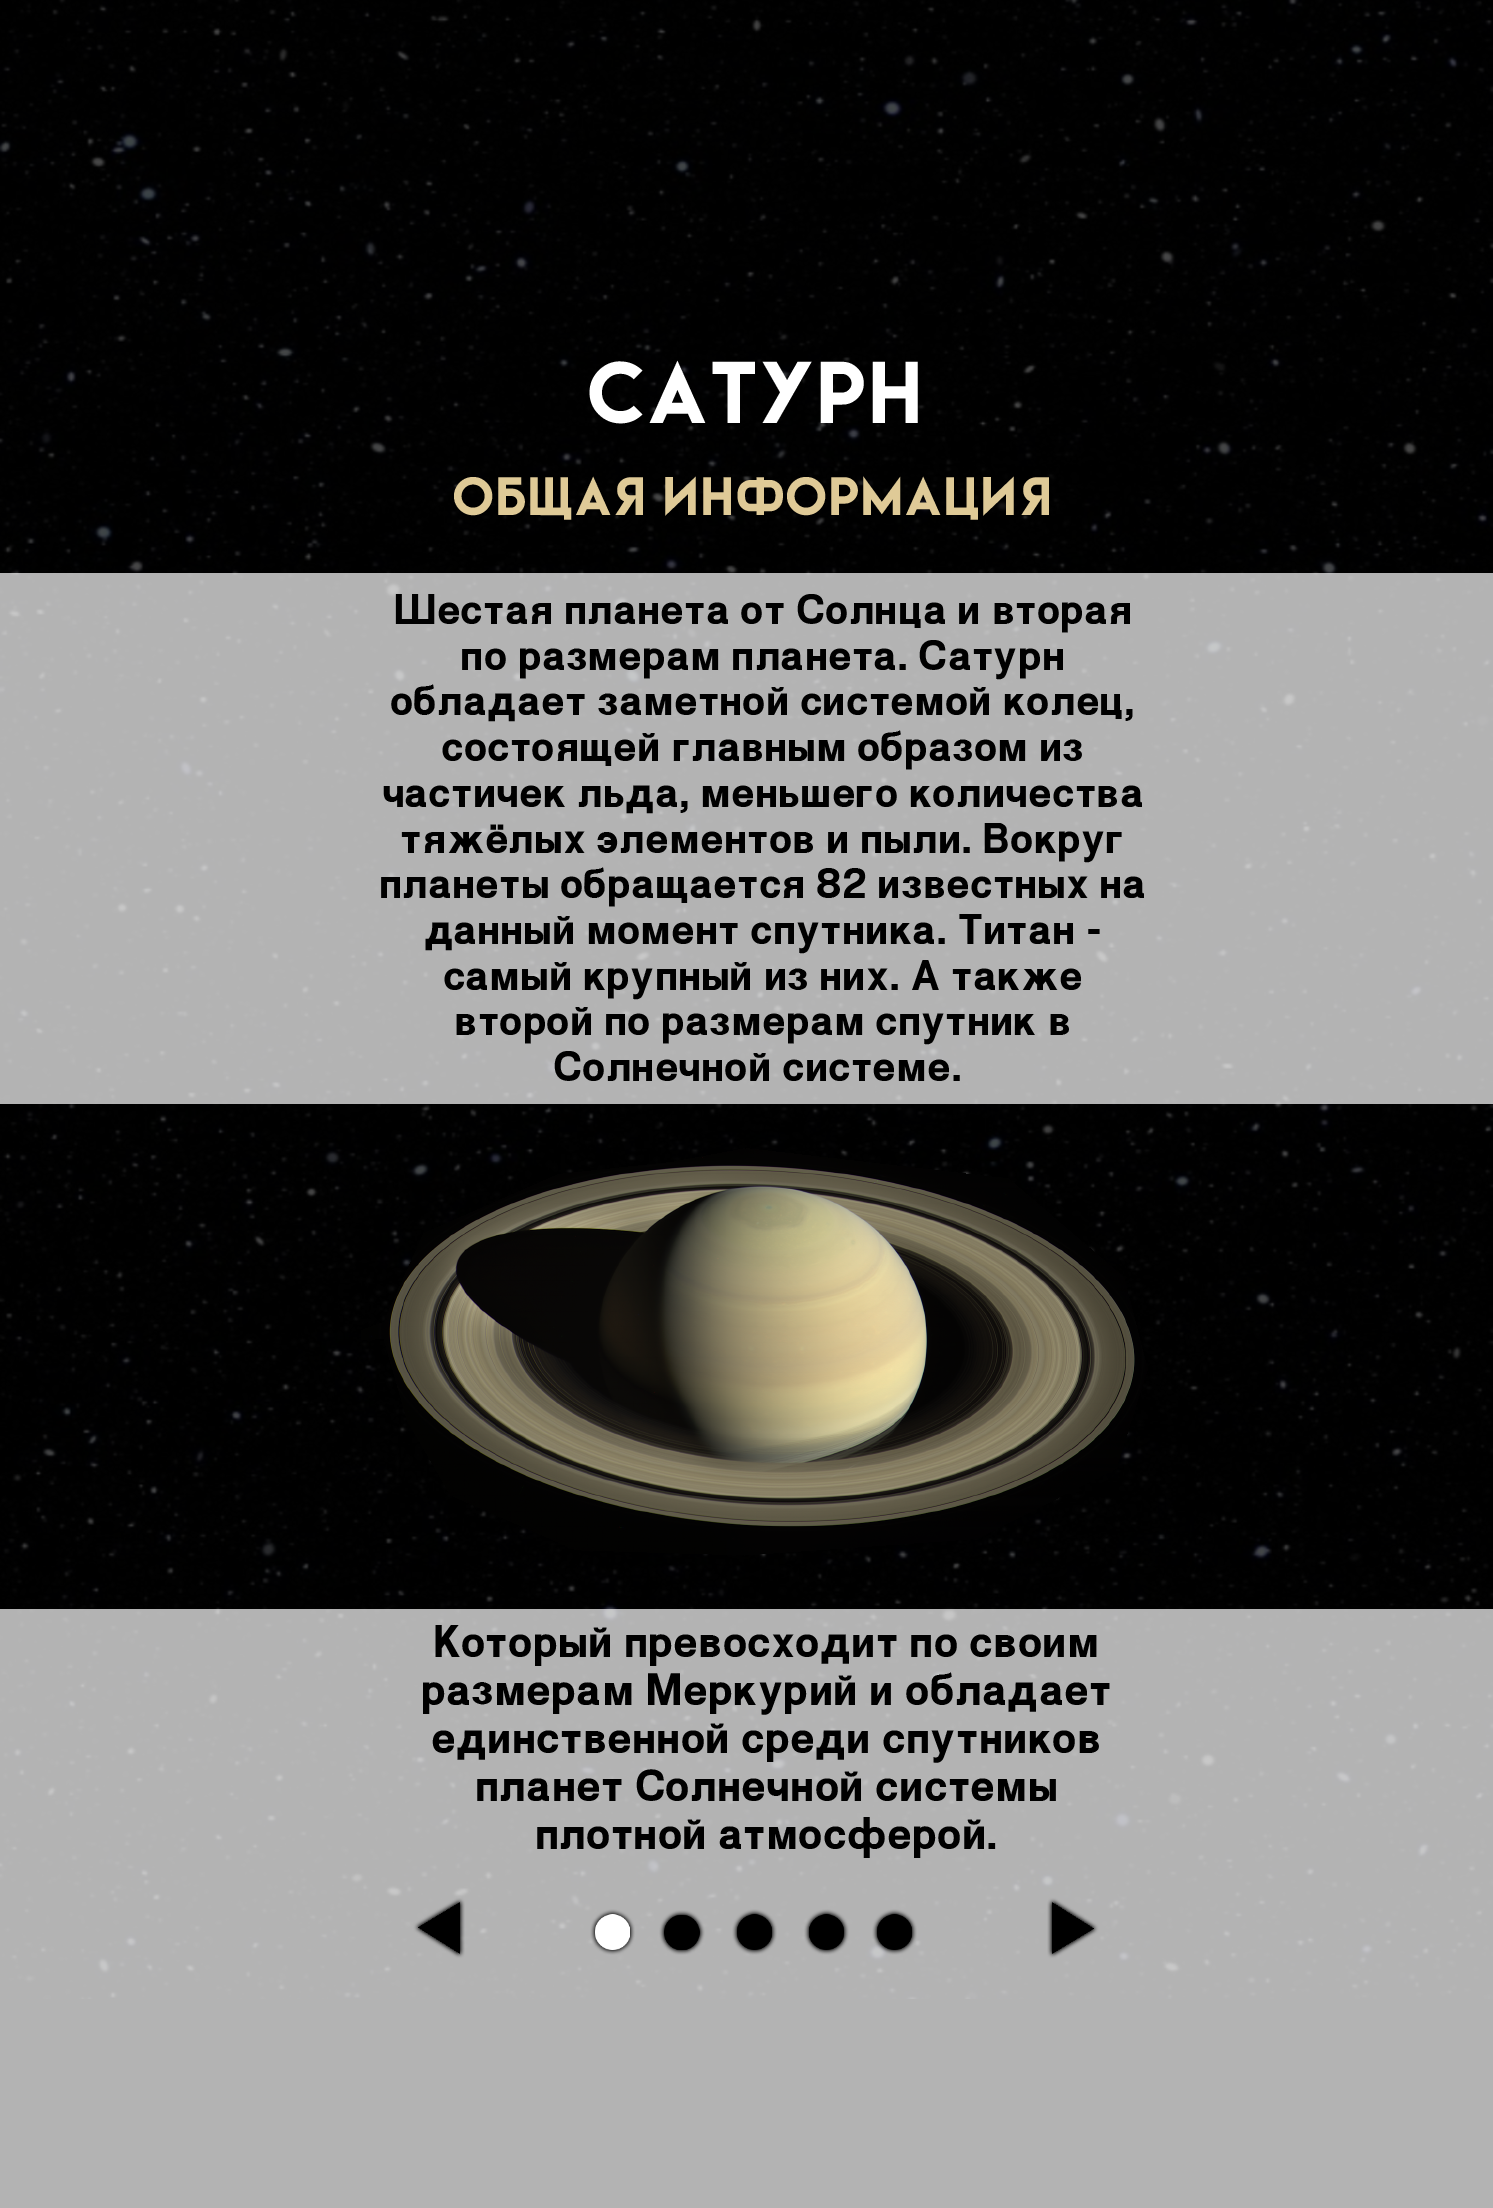 САТУРН
ОБЩАЯ ИНФОРМАЦИЯ
Шестая планета от Солнца и вторая
по размерам планета. Сатурн
обладает заметной системой колец,
состоящей главным образом из
частичек льда, меньшего количества
тяжёлых элементов и пыли. Вокруг
планеты обращается 82 известных на
данный момент спутника. Титан -
самый крупный из них. А также
второй по размерам спутник в
Солнечной системе.
Который превосходит по своим
размерам Меркурий и обладает
единственной среди спутников
планет Солнечной системы
плотной атмосферой.